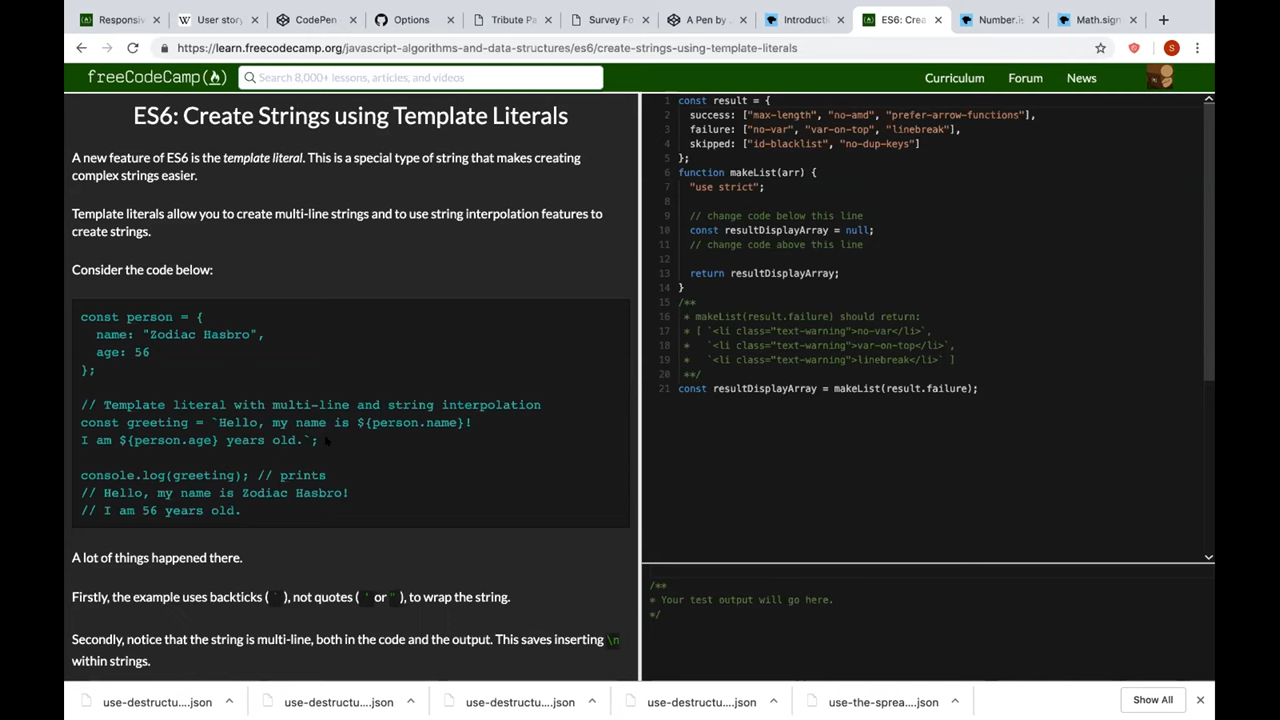 Responsiv
User story
CodePen
Options
Tribute Pa
Survey Fo
A Pen by
Introducti
ES6: Crea
Number.is
Math.sign
https://learn.freecodecamp.org/javascript-algorithms-and-data-structures/es6/create-strings-using-template-literals
S
freeCodeCamp
Search 8,000+ lessons, articles, and videos
Curriculum
Forum
News
ES6: Create Strings using Template Literals
A new feature of ES6 is the template literal. This is a special type of string that makes creating
complex strings easier.
Template literals allow you to create multi-line strings and to use string interpolation features to
create strings.
Consider the code below:
const person = {
name: "Zodiac Hasbro",
age: 56
};
// Template literal with multi-line and string interpolation
const greeting = `Hello, my name is ${person.name}!
I am ${person.age} years old.`;
console.log(greeting); // prints
// Hello, my name is Zodiac Hasbro!
// I am 56 years old.
A lot of things happened there.
Firstly, the example uses backticks ( ` ), not quotes ( ' or " ), to wrap the string.
Secondly, notice that the string is multi-line, both in the code and the output. This saves inserting \n
within strings.
1 const result = {
2 success: ["max-length", "no-amd", "prefer-arrow-functions"],
3 failure: ["no-var", "var-on-top", "linebreak"],
4 skipped: ["id-blacklist", "no-dup-keys"]
5 };
6 function makeList(arr) {
7 "use strict";
8
9 // change code below this line
10 const resultDisplayArray = null;
11 // change code above this line
12
13 return resultDisplayArray;
14 }
15 /**
16 * makeList(result.failure) should return:
17 * [ `<li class="text-warning">no-var</li>`,
18 * `<li class="text-warning">var-on-top</li>`,
19 * `<li class="text-warning">linebreak</li>` ]
20 **/
21 const resultDisplayArray = makeList(result.failure);
/**
* Your test output will go here.
*/
use-destructu....json
use-destructu....json
use-destructu....json
use-destructu....json
use-the-sprea....json
Show All